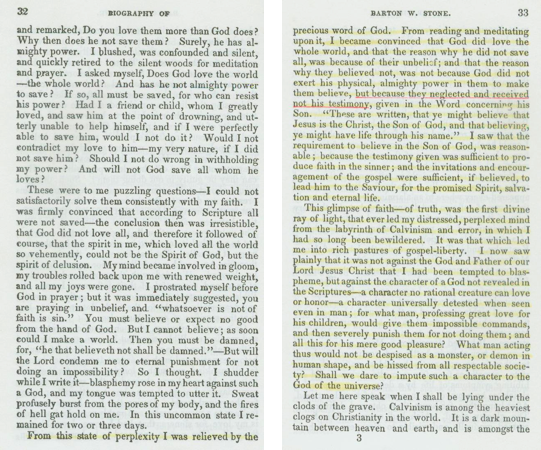 32 BIOGRAPHY OF
and remarked, Do you love them more than God does?
Why then does he not save them? Surely, he has al-
mighty power. I blushed, was confounded and silent,
and quickly retired to the silent woods for meditation
and prayer. I asked myself, Does God love the world
—the whole world? And has he not almighty power
to save? If so, all must be saved, for who can resist
his power? Had I a friend or child, whom I greatly
loved, and saw him at the point of drowning, and ut-
terly unable to help himself, and if I were perfectly
able to save him, would I not do it? Would I not
contradict my love to him—my very nature, if I did
not save him? Should I not do wrong in withholding
my power? And will not God save all whom he
loves?
These were to me puzzling questions—I could not
satisfactorily solve them consistently with my faith. I
was firmly convinced that according to Scripture all
were not saved—the conclusion then was irresistible,
that God did not love all, and therefore it followed of
course, that the spirit in me, which loved all the world
so vehemently, could not be the Spirit of God, but the
spirit of delusion. My mind became involved in gloom,
my troubles rolled back upon me with renewed weight,
and all my joys were gone. I prostrated myself before
God in prayer; but it was immediately suggested, you
are praying in unbelief, and "whatsoever is not of
faith is sin." You must believe or expect no good
from the hand of God. But I cannot believe; as soon
could I make a world. Then you must be damned,
for, "he that believeth not shall be damned."—But will
the Lord condemn me to eternal punishment for not
doing an impossibility? So I thought. I shudder
while I write it—blasphemy rose in my heart against such
a God, and my tongue was tempted to utter it. Sweat
profusely burst from the pores of my body, and the fires
of hell gat hold on me. In this uncommon state I re-
mained for two or three days.
From this state of perplexity I was relieved by the
BARTON W. STONE. 33
precious word of God. From reading and meditating
upon it, I became convinced that God did love the
whole world, and that the reason why he did not save
all, was because of their unbelief; and that the reason
why they believed not, was not because God did not
exert his physical, almighty power in them to make
them believe, but because they neglected and received
not his testimony, given in the Word concerning his
Son. "These are written, that ye might believe that
Jesus is the Christ, the Son of God, and that believing,
ye might have life through his name." I saw that the
requirement to believe in the Son of God, was reason-
able; because the testimony given was sufficient to pro-
duce faith in the sinner; and the invitations and encour-
agement of the gospel were sufficient, if believed, to
lead him to the Saviour, for the promised Spirit, salva-
tion and eternal life.
This glimpse of faith—of truth, was the first divine
ray of light, that ever led my distressed, perplexed mind
from the labyrinth of Calvinism and error, in which I
had so long been bewildered. It was that which led
me into rich pastures of gospel-liberty. I now saw
plainly that it was not against the God and Father of our
Lord Jesus Christ that I had been tempted to blas-
pheme, but against the character of a God not revealed in
the Scriptures—a character no rational creature can love
or honor—a character universally detested when seen
even in man; for what man, professing great love for
his children, would give them impossible commands,
and then severely punish them for not doing them; and
all this for his mere good pleasure? What man acting
thus would not be despised as a monster, or demon in
human shape, and be hissed from all respectable socie-
ty? Shall we dare to impute such a character to the
God of the universe?
Let me here speak when I shall be lying under the
clods of the grave. Calvinism is among the heaviest
clogs on Christianity in the world. It is a dark moun-
tain between heaven and earth, and is amongst the
3